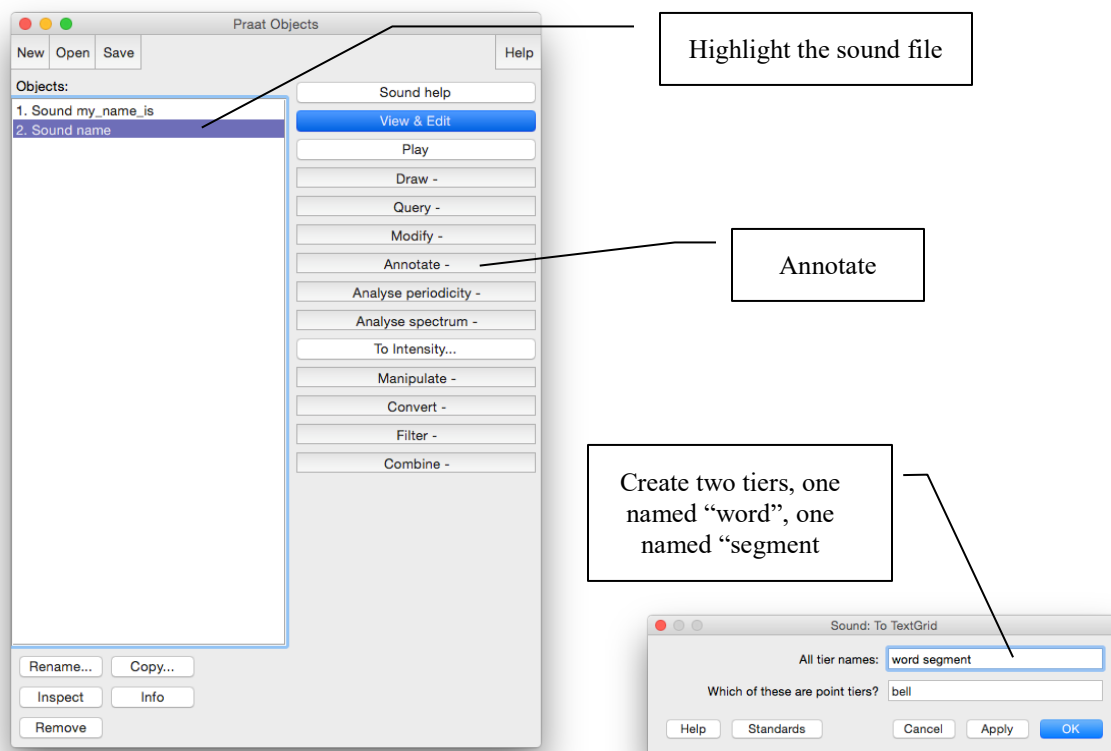 Praat Objects
New Open Save Help
Objects:
1. Sound my_name_is
2. Sound name
Sound help
View & Edit
Play
Draw -
Query -
Modify -
Annotate -
Analyse periodicity -
Analyse spectrum -
To Intensity...
Manipulate -
Convert -
Filter -
Combine -
Rename... Copy...
Inspect Info
Remove
Highlight the sound file
Annotate
Create two tiers, one
named “word”, one
named “segment
Sound: To TextGrid
All tier names: word segment
Which of these are point tiers? bell
Help Standards Cancel Apply OK